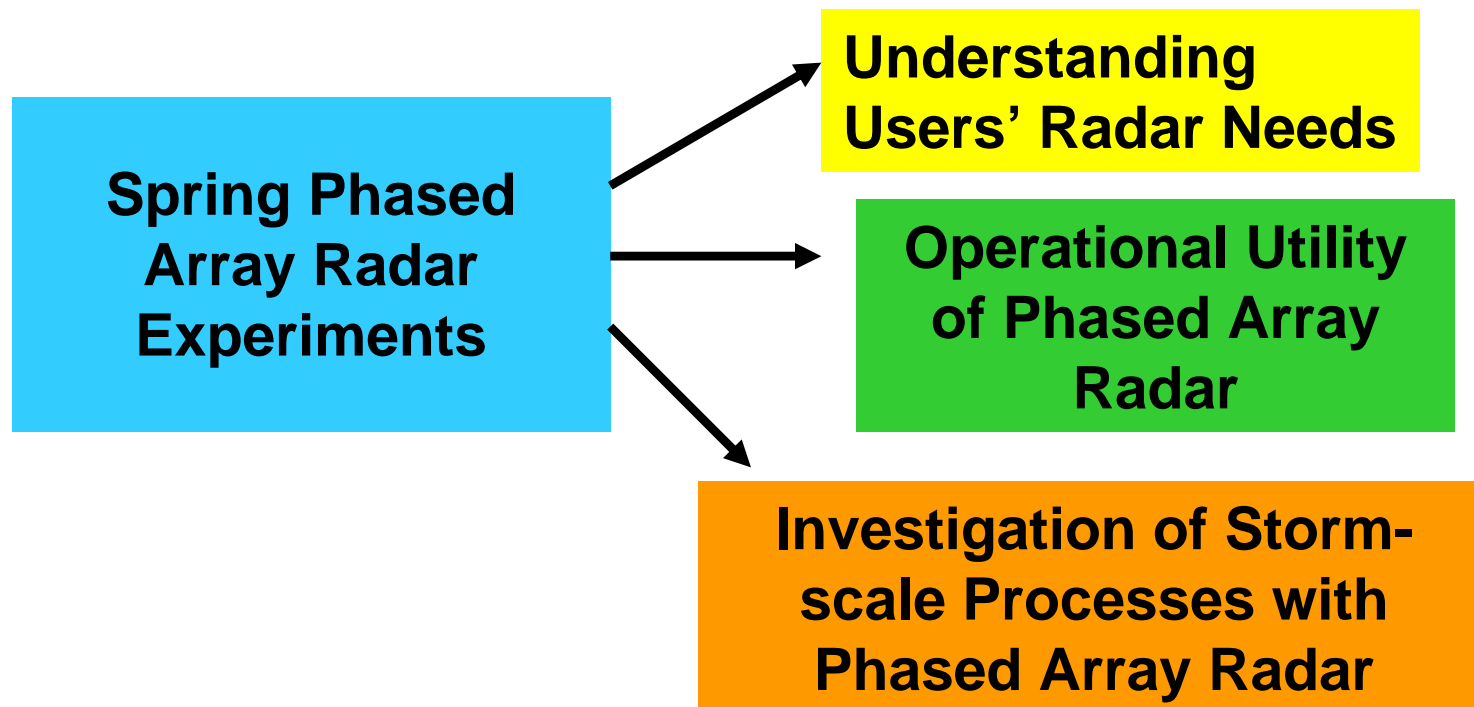 Spring Phased
Array Radar
Experiments
Understanding
Users’ Radar Needs
Operational Utility
of Phased Array
Radar
Investigation of Storm-
scale Processes with
Phased Array Radar